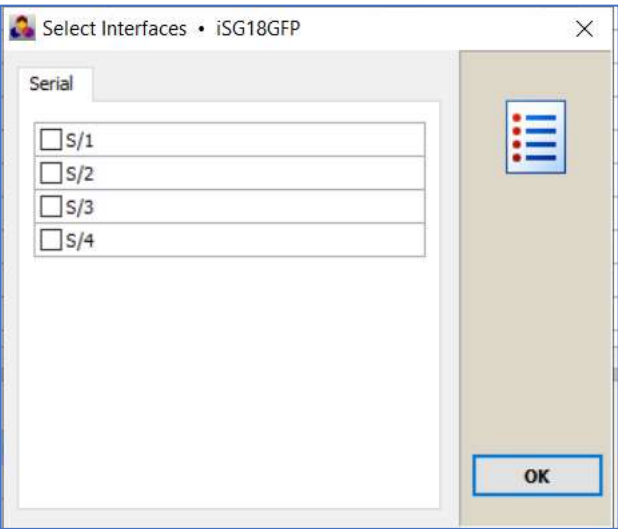 Select Interfaces • iSG18GFP
Serial
S/1
S/2
S/3
S/4
OK